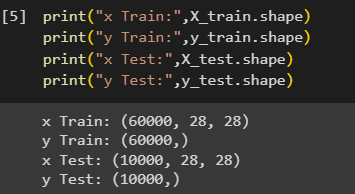 [5] print("x Train:",X_train.shape)
print("y Train:",y_train.shape)
print("x Test:",X_test.shape)
print("y Test:",y_test.shape)
x Train: (60000, 28, 28)
y Train: (60000,)
x Test: (10000, 28, 28)
y Test: (10000,)